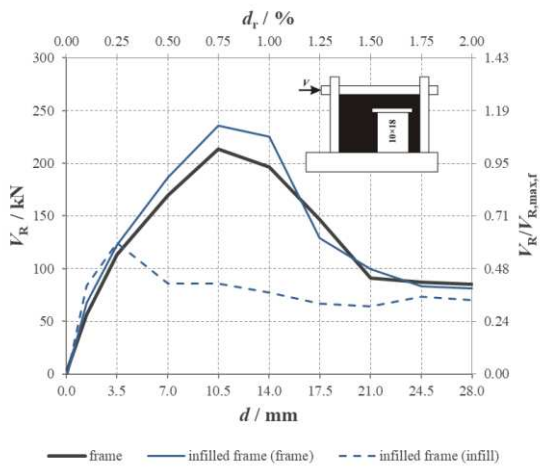 d_r / %
0.00 0.25 0.50 0.75 1.00 1.25 1.50 1.75 2.00
300 1.43
250 1.19
200 0.95
150 0.71
100 0.48
50 0.24
0 0.00
V_R / kN
V_R/V_R,max,f
V
10×18
0.0 3.5 7.0 10.5 14.0 17.5 21.0 24.5 28.0
d / mm
frame infilled frame (frame) infilled frame (infill)